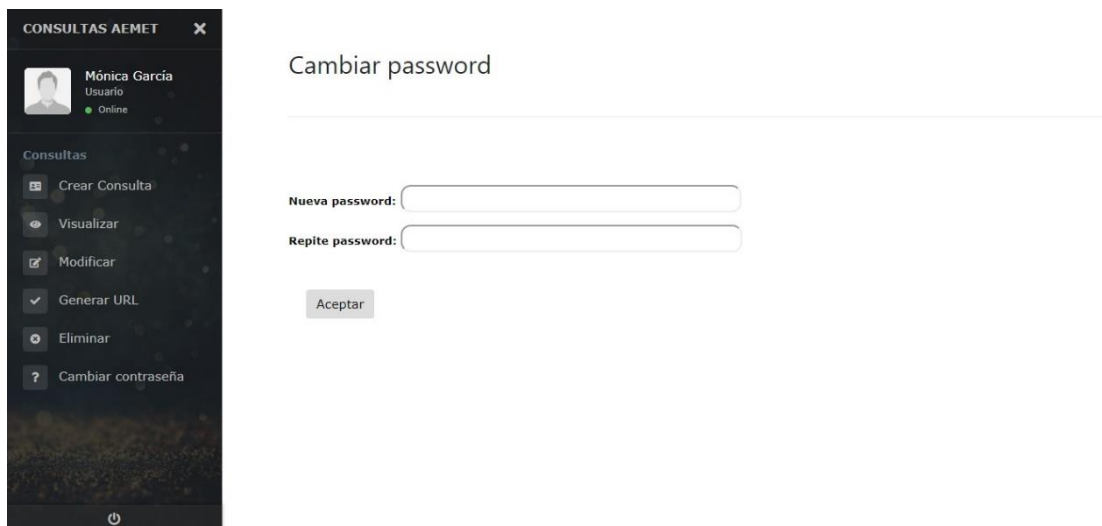 CONSULTAS AEMET
Mónica García
Usuario
Online
Consultas
Crear Consulta
Visualizar
Modificar
Generar URL
Eliminar
? Cambiar contraseña
Cambiar password
Nueva password:
Repite password:
Aceptar